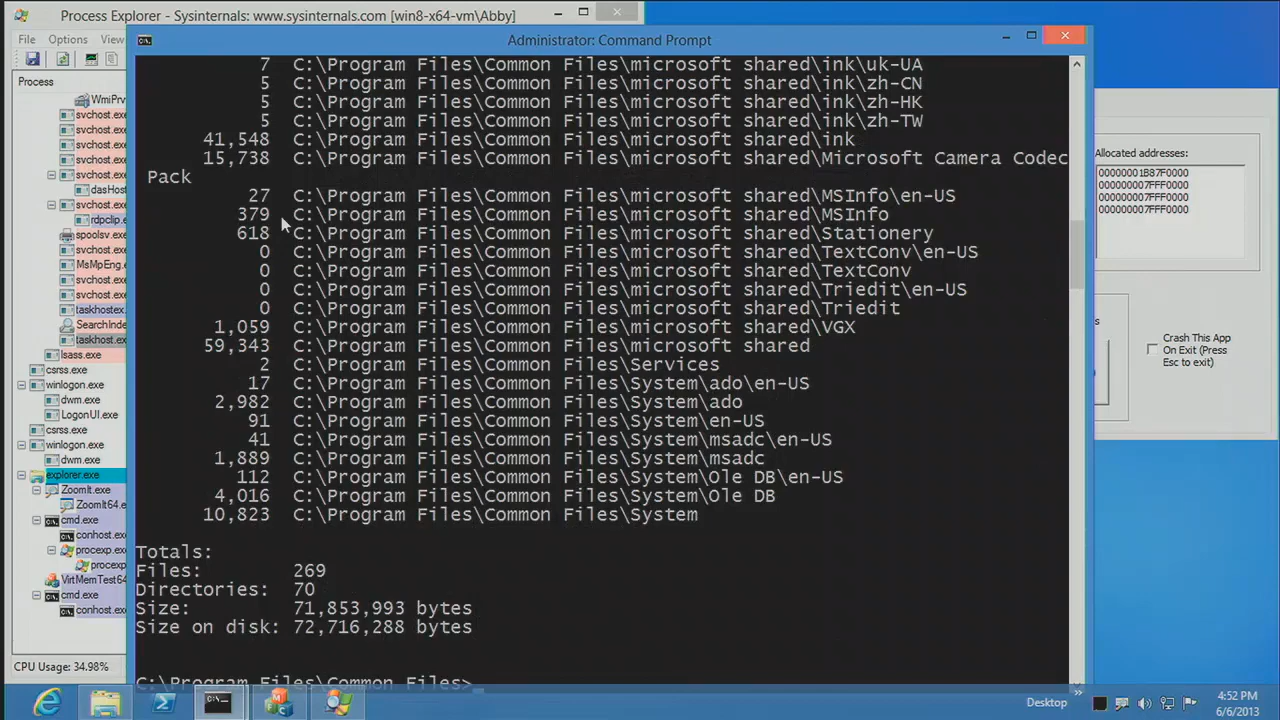 Process Explorer - Sysinternals: www.sysinternals.com [win8-x64-vm\Abby]
File Options View
Process
WmiPrv
svchost.exe
svchost.exe
svchost.exe
svchost.exe
svchost.exe
dasHost
svchost.exe
rdpclip.e
spoolsv.exe
svchost.exe
MsMpEng.
svchost.exe
svchost.exe
taskhostex.
SearchInde
taskhost.exe
lsass.exe
csrss.exe
winlogon.exe
dwm.exe
LogonUI.exe
csrss.exe
winlogon.exe
dwm.exe
explorer.exe
ZoomIt.exe
ZoomIt64.e
cmd.exe
conhost.exe
procexp.exe
procexp
VirtMemTest64
cmd.exe
conhost.exe
CPU Usage: 34.98%
Administrator: Command Prompt
7 C:\Program Files\Common Files\microsoft shared\ink\uk-UA
5 C:\Program Files\Common Files\microsoft shared\ink\zh-CN
5 C:\Program Files\Common Files\microsoft shared\ink\zh-HK
5 C:\Program Files\Common Files\microsoft shared\ink\zh-TW
41,548 C:\Program Files\Common Files\microsoft shared\ink
15,738 C:\Program Files\Common Files\microsoft shared\Microsoft Camera Codec
Pack
27 C:\Program Files\Common Files\microsoft shared\MSInfo\en-US
379 C:\Program Files\Common Files\microsoft shared\MSInfo
618 C:\Program Files\Common Files\microsoft shared\Stationery
0 C:\Program Files\Common Files\microsoft shared\TextConv\en-US
0 C:\Program Files\Common Files\microsoft shared\TextConv
0 C:\Program Files\Common Files\microsoft shared\Triedit\en-US
0 C:\Program Files\Common Files\microsoft shared\Triedit
1,059 C:\Program Files\Common Files\microsoft shared\VGX
59,343 C:\Program Files\Common Files\microsoft shared
2 C:\Program Files\Common Files\Services
17 C:\Program Files\Common Files\System\ado\en-US
2,982 C:\Program Files\Common Files\System\ado
91 C:\Program Files\Common Files\System\en-US
41 C:\Program Files\Common Files\System\msadc\en-US
1,889 C:\Program Files\Common Files\System\msadc
112 C:\Program Files\Common Files\System\Ole DB\en-US
4,016 C:\Program Files\Common Files\System\Ole DB
10,823 C:\Program Files\Common Files\System
Totals:
Files: 269
Directories: 70
Size: 71,853,993 bytes
Size on disk: 72,716,288 bytes
C:\Program Files\Common Files>
Allocated addresses:
000000001B87F0000
000000007FFF0000
000000007FFF0000
000000007FFF0000
Crash This App
On Exit (Press
Esc to exit)
Desktop
4:52 PM
6/6/2013